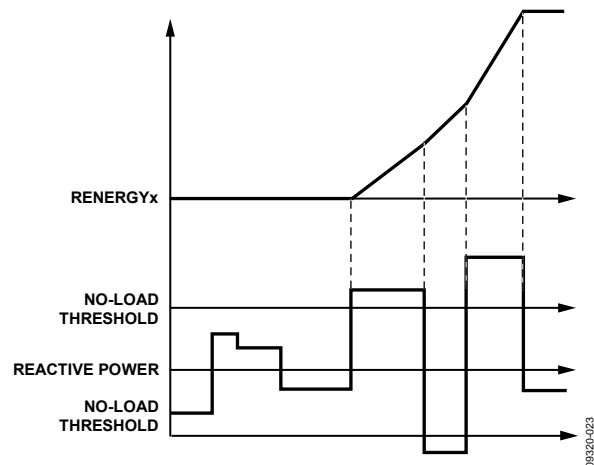 RENERGYx
NO-LOAD
THRESHOLD
REACTIVE POWER
NO-LOAD
THRESHOLD
09320-023